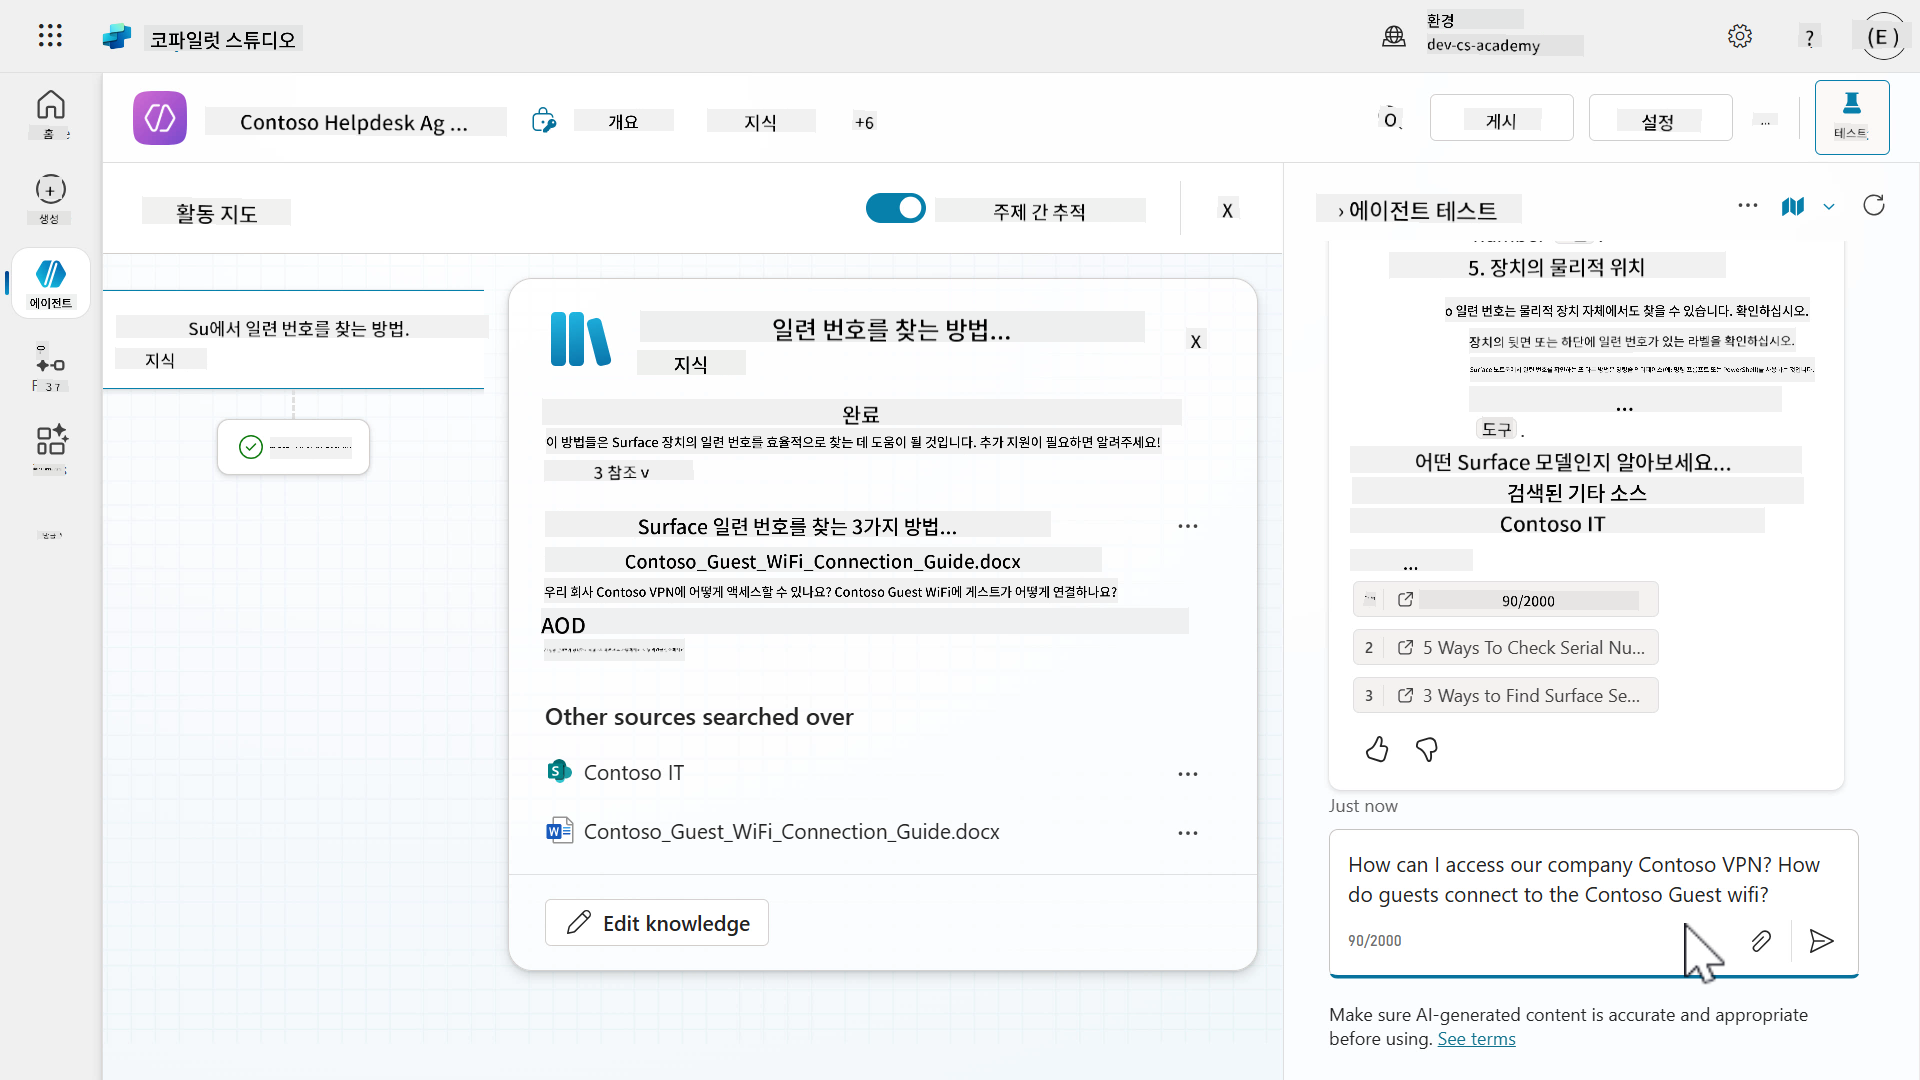 코파일럿 스튜디오
환경
dev-cs-academy
?
(E )
홈
생성
에이전트
Contoso Helpdesk Ag ...
개요
지식
+6
게시
설정
...
테스트
활동 지도
주제 간 추적
X
Su에서 일련 번호를 찾는 방법.
지식
일련 번호를 찾는 방법...
지식
X
완료
이 방법들은 Surface 장치의 일련 번호를 효율적으로 찾는 데 도움이 될 것입니다. 추가 지원이 필요하면 알려주세요!
3 참조 v
Surface 일련 번호를 찾는 3가지 방법...
Contoso_Guest_WiFi_Connection_Guide.docx
우리 회사 Contoso VPN에 어떻게 액세스할 수 있나요? Contoso Guest WiFi에 게스트가 어떻게 연결하나요?
AOD
Other sources searched over
Contoso IT
Contoso_Guest_WiFi_Connection_Guide.docx
Edit knowledge
› 에이전트 테스트
5. 장치의 물리적 위치
o 일련 번호는 물리적 장치 자체에서도 찾을 수 있습니다. 확인하십시오.
장치의 뒷면 또는 하단에 일련 번호가 있는 라벨을 확인하십시오.
...
도구 .
어떤 Surface 모델인지 알아보세요...
검색된 기타 소스
Contoso IT
...
90/2000
2 5 Ways To Check Serial Nu...
3 3 Ways to Find Surface Se...
Just now
How can I access our company Contoso VPN? How
do guests connect to the Contoso Guest wifi?
90/2000
Make sure AI-generated content is accurate and appropriate
before using. See terms